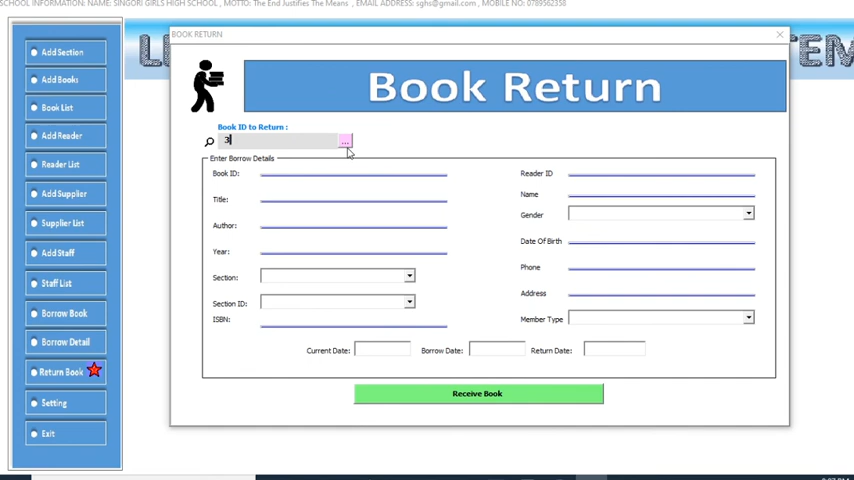 SCHOOL INFORMATION: NAME: SINGORI GIRLS HIGH SCHOOL , MOTTO: The End Justifies The Means , EMAIL ADDRESS: sghs@gmail.com , MOBILE NO: 0789562358
BOOK RETURN
Add Section
Add Books
Book List
Add Reader
Reader List
Add Supplier
Supplier List
Add Staff
Staff List
Borrow Book
Borrow Detail
Return Book
Setting
Exit
Book Return
Book ID to Return :
3
...
Enter Borrow Details
Book ID:
Title:
Author:
Year:
Section:
Section ID:
ISBN:
Reader ID
Name
Gender
Date Of Birth
Phone
Address
Member Type
Current Date:
Borrow Date:
Return Date:
Receive Book